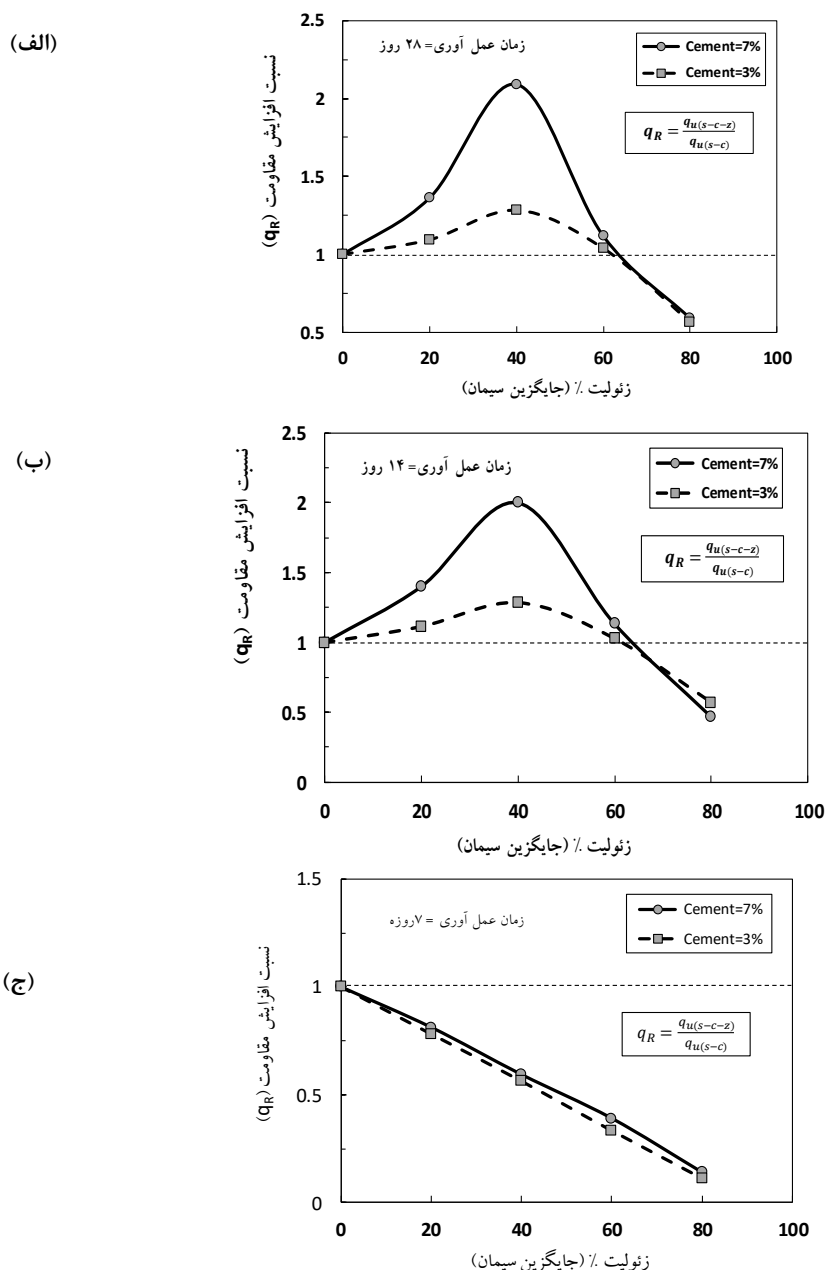 (الف)
نسبت افزایش مقاومت (qR)
2.5
2
1.5
1
0.5
زمان عمل آوری= ۲۸ روز
Cement=7%
Cement=3%
qR = qu(s−c−z) / qu(s−c)
0 20 40 60 80 100
زئولیت ٪ (جایگزین سیمان)
(ب)
نسبت افزایش مقاومت (qR)
2.5
2
1.5
1
0.5
0
زمان عمل آوری= ۱۴ روز
Cement=7%
Cement=3%
qR = qu(s−c−z) / qu(s−c)
0 20 40 60 80 100
زئولیت ٪ (جایگزین سیمان)
(ج)
نسبت افزایش مقاومت (qR)
1.5
1
0.5
0
زمان عمل آوری = ۷روزه
Cement=7%
Cement=3%
qR = qu(s−c−z) / qu(s−c)
0 20 40 60 80 100
زئولیت ٪ (جایگزین سیمان)